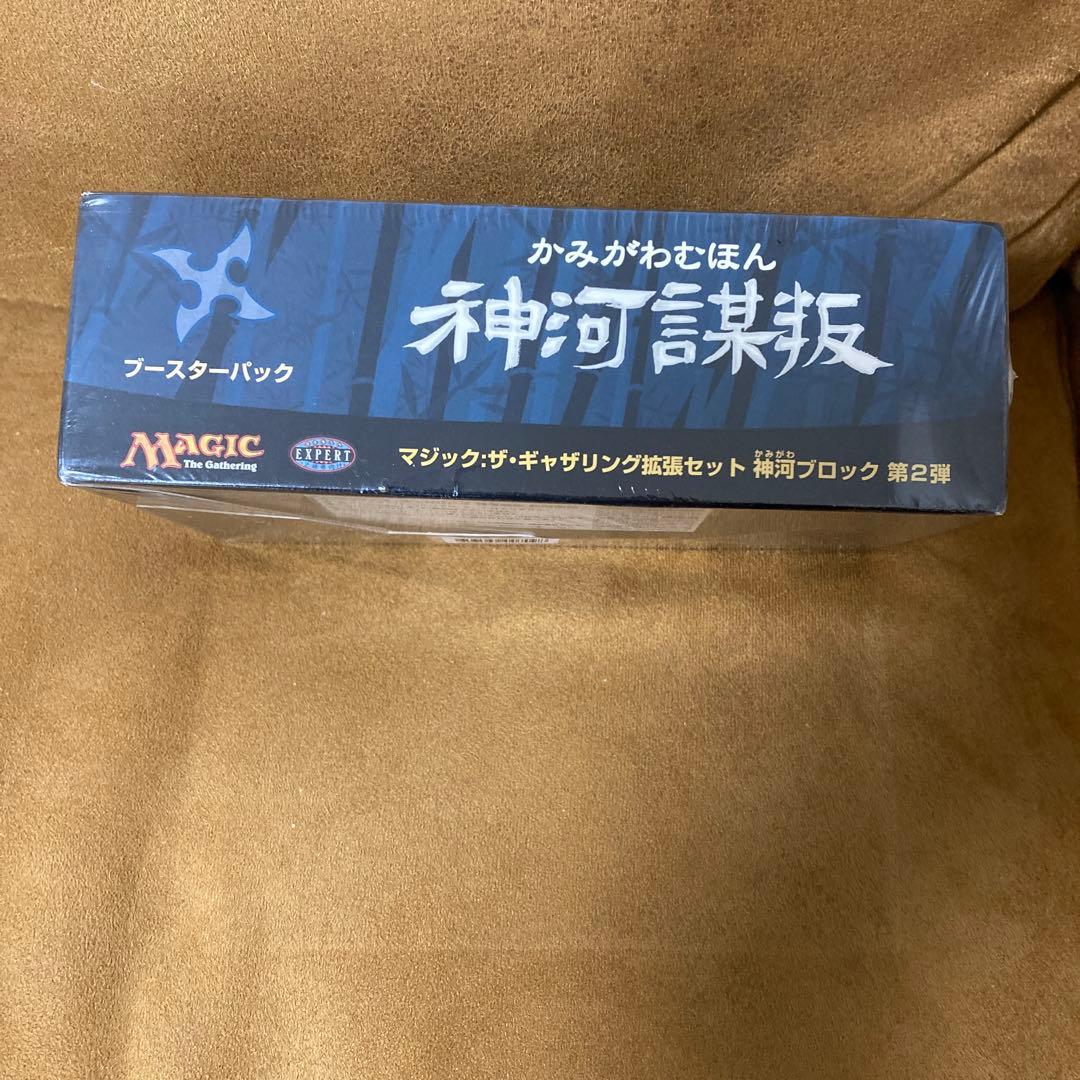 かみがわむほん
神河謀叛
ブースターパック
MAGIC
The Gathering
EXPERT
かみがわ
マジック:ザ・ギャザリング拡張セット 神河ブロック 第2弾